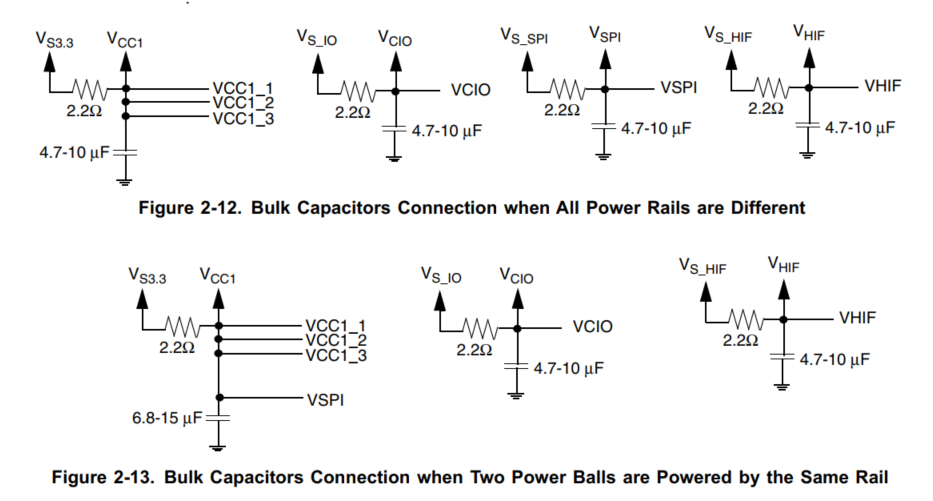 VS3.3 VCC1 VS_IO VCIO VS_SPI VSPI VS_HIF VHIF
VCC1_1 VCIO VSPI VHIF
VCC1_2
VCC1_3
2.2Ω 2.2Ω 2.2Ω 2.2Ω
4.7-10 µF 4.7-10 µF 4.7-10 µF 4.7-10 µF
Figure 2-12. Bulk Capacitors Connection when All Power Rails are Different
VS3.3 VCC1 VS_IO VCIO VS_HIF VHIF
VCC1_1 VCIO VHIF
VCC1_2
VCC1_3
2.2Ω 2.2Ω 2.2Ω
4.7-10 µF 4.7-10 µF
VSPI
6.8-15 µF
Figure 2-13. Bulk Capacitors Connection when Two Power Balls are Powered by the Same Rail